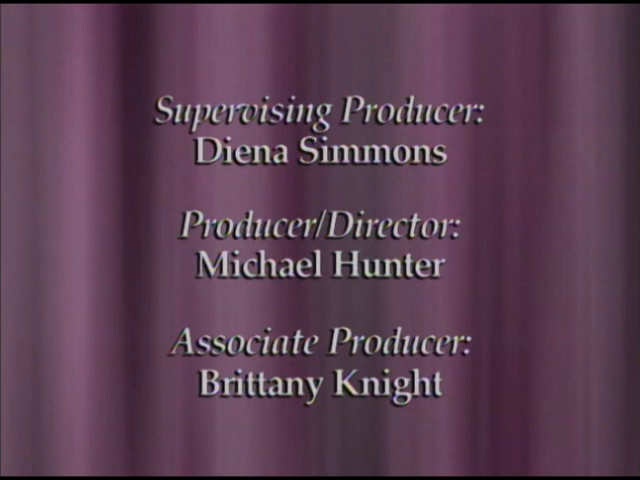 Supervising Producer:
Diena Simmons
Producer/Director:
Michael Hunter
Associate Producer:
Brittany Knight